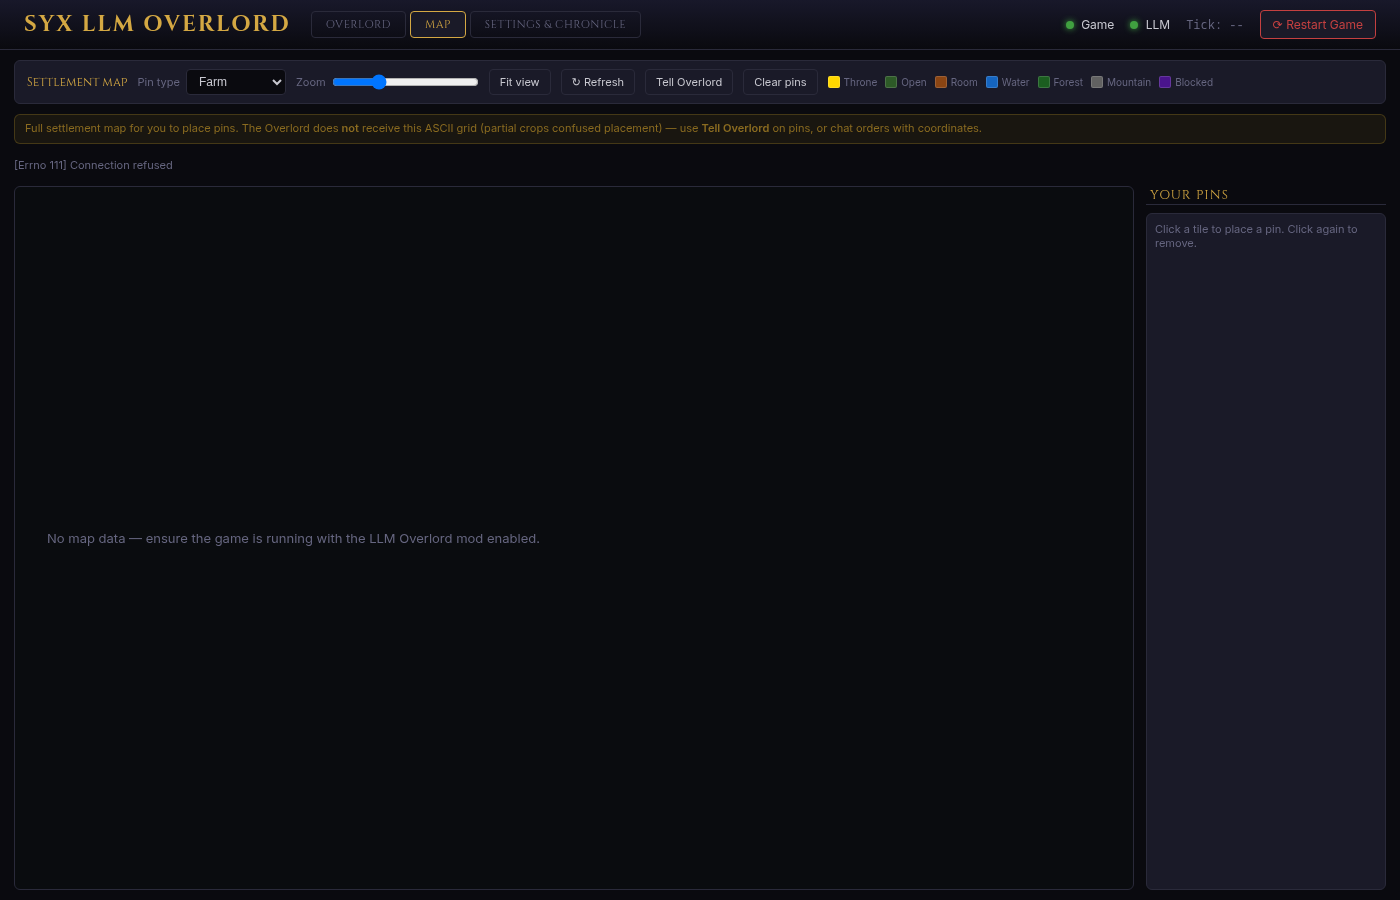 SYX LLM OVERLORD
OVERLORD
MAP
SETTINGS & CHRONICLE
Game
LLM
Tick: --
⟳ Restart Game
Settlement map
Pin type
Farm
Zoom
Fit view
↻ Refresh
Tell Overlord
Clear pins
Throne
Open
Room
Water
Forest
Mountain
Blocked
Full settlement map for you to place pins. The Overlord does not receive this ASCII grid (partial crops confused placement) — use Tell Overlord on pins, or chat orders with coordinates.
[Errno 111] Connection refused
No map data — ensure the game is running with the LLM Overlord mod enabled.
YOUR PINS
Click a tile to place a pin. Click again to
remove.